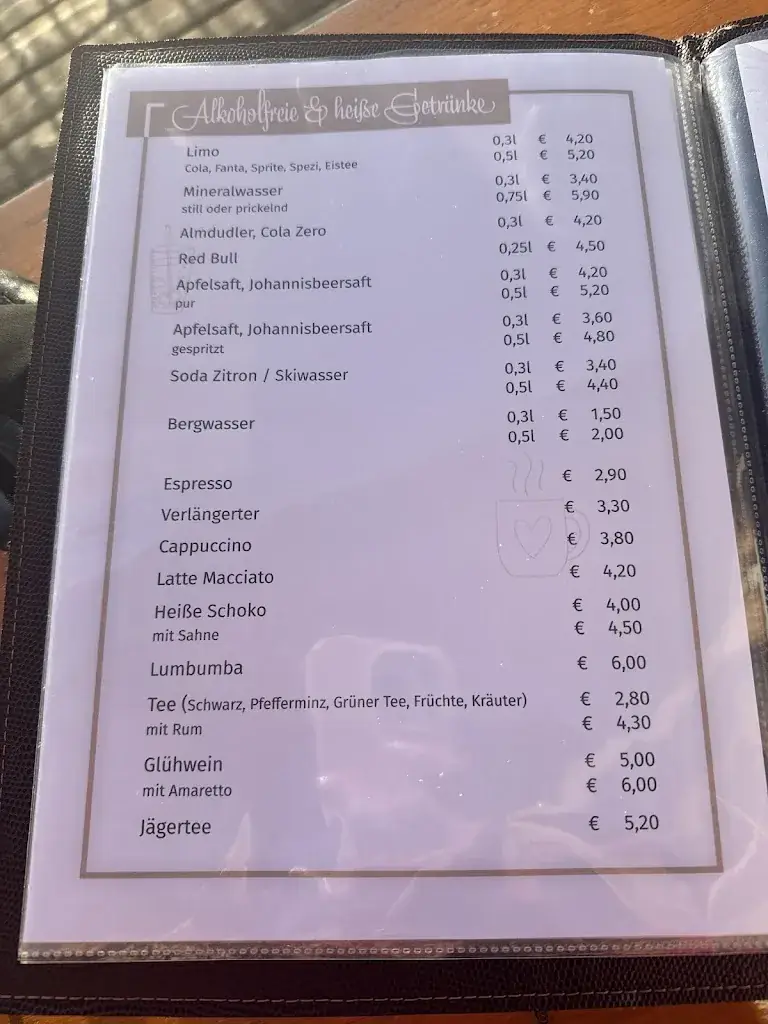 Alkoholfreie & heiße Getränke
Limo 0,3l € 4,20
Cola, Fanta, Sprite, Spezi, Eistee 0,5l € 5,20
Mineralwasser 0,3l € 3,40
still oder prickelnd 0,75l € 5,90
Almdudler, Cola Zero 0,3l € 4,20
Red Bull 0,25l € 4,50
Apfelsaft, Johannisbeersaft 0,3l € 4,20
pur 0,5l € 5,20
Apfelsaft, Johannisbeersaft 0,3l € 3,60
gespritzt 0,5l € 4,80
Soda Zitron / Skiwasser 0,3l € 3,40
0,5l € 4,40
Bergwasser 0,3l € 1,50
0,5l € 2,00
Espresso € 2,90
Verlängerter € 3,30
Cappuccino € 3,80
Latte Macciato € 4,20
Heiße Schoko € 4,00
mit Sahne € 4,50
Lumbumba € 6,00
Tee (Schwarz, Pfefferminz, Grüner Tee, Früchte, Kräuter) € 2,80
mit Rum € 4,30
Glühwein € 5,00
mit Amaretto € 6,00
Jägertee € 5,20